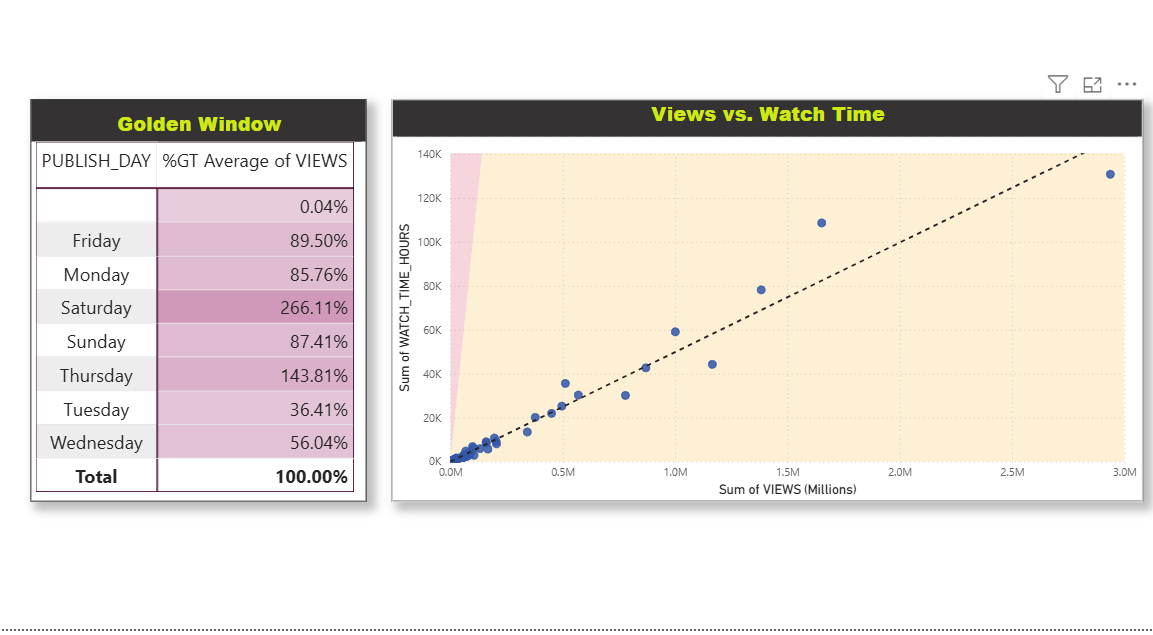 Golden Window
PUBLISH_DAY %GT Average of VIEWS
0.04%
Friday 89.50%
Monday 85.76%
Saturday 266.11%
Sunday 87.41%
Thursday 143.81%
Tuesday 36.41%
Wednesday 56.04%
Total 100.00%
Views vs. Watch Time
Sum of WATCH_TIME_HOURS
140K
120K
100K
80K
60K
40K
20K
0K
0.0M 0.5M 1.0M 1.5M 2.0M 2.5M 3.0M
Sum of VIEWS (Millions)